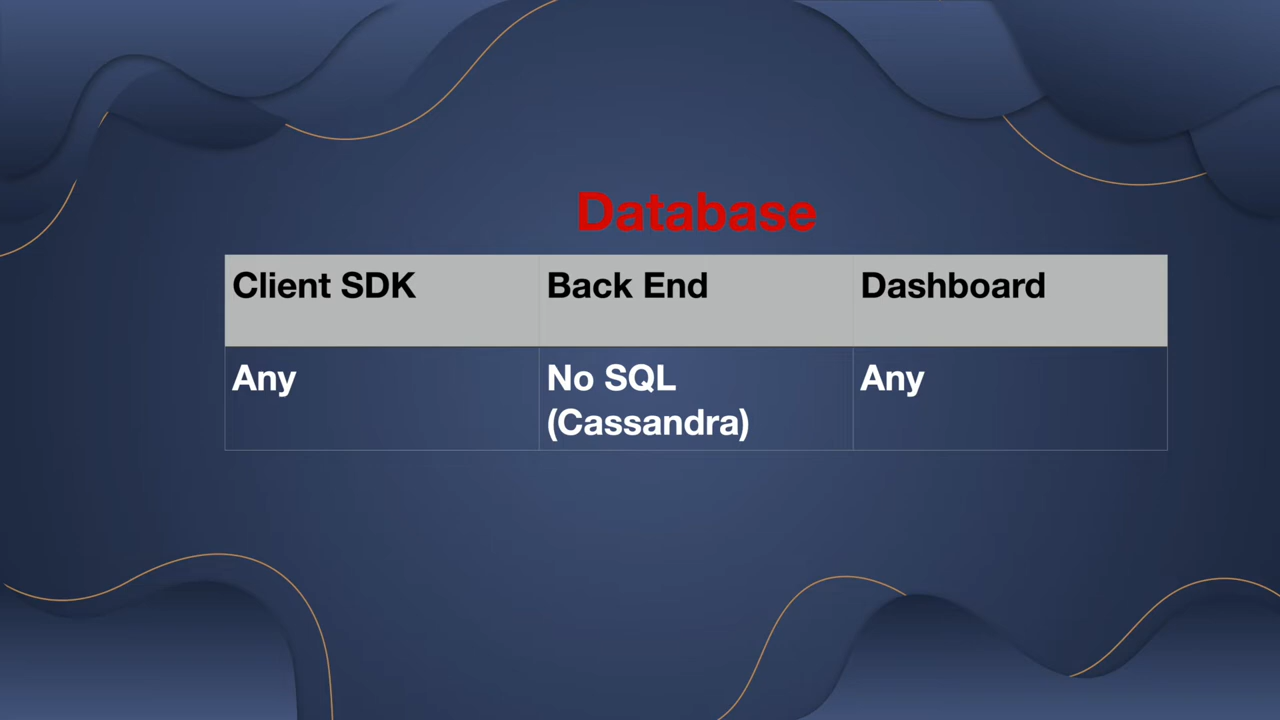 Database
Client SDK
Back End
Dashboard
Any
No SQL
(Cassandra)
Any